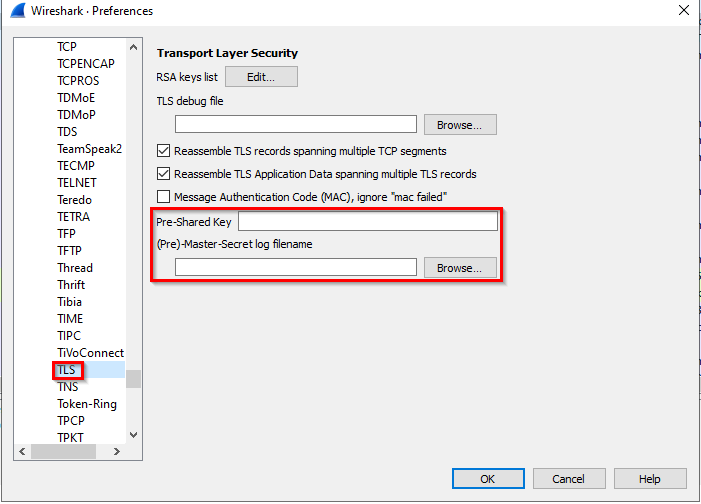 Wireshark · Preferences
TCP
TCPENCAP
TCPROS
TDMoE
TDMoP
TDS
TeamSpeak2
TECMP
TELNET
Teredo
TETRA
TFP
TFTP
Thread
Thrift
Tibia
TIME
TIPC
TiVoConnect
TLS
TNS
Token-Ring
TPCP
TPKT
Transport Layer Security
RSA keys list Edit...
TLS debug file
Browse...
Reassemble TLS records spanning multiple TCP segments
Reassemble TLS Application Data spanning multiple TLS records
Message Authentication Code (MAC), ignore "mac failed"
Pre-Shared Key
(Pre)-Master-Secret log filename
Browse...
OK Cancel Help